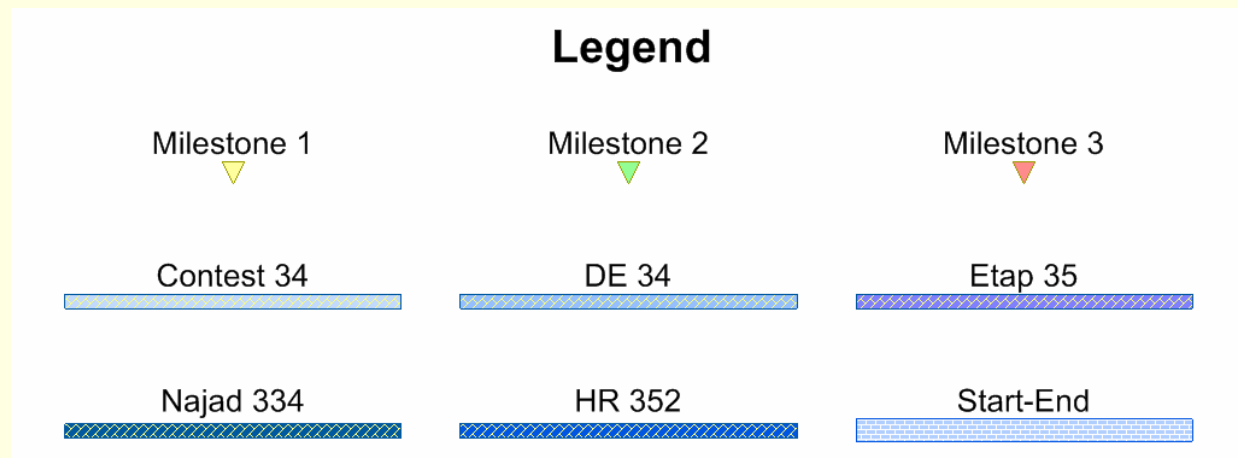 Legend
Milestone 1 Milestone 2 Milestone 3
Contest 34 DE 34 Etap 35
Najad 334 HR 352 Start-End